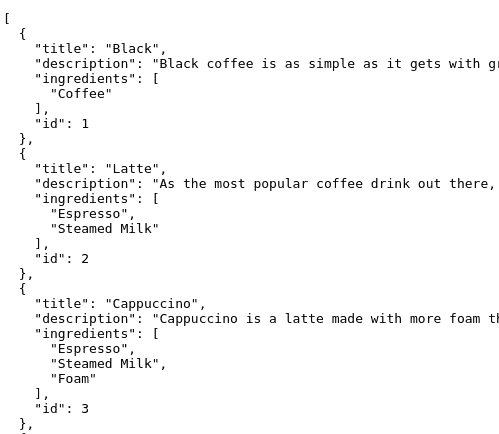 [
  {
    "title": "Black",
    "description": "Black coffee is as simple as it gets with
    "ingredients": [
      "Coffee"
    ],
    "id": 1
  },
  {
    "title": "Latte",
    "description": "As the most popular coffee drink out there,
    "ingredients": [
      "Espresso",
      "Steamed Milk"
    ],
    "id": 2
  },
  {
    "title": "Cappuccino",
    "description": "Cappuccino is a latte made with more foam
    "ingredients": [
      "Espresso",
      "Steamed Milk",
      "Foam"
    ],
    "id": 3
  },